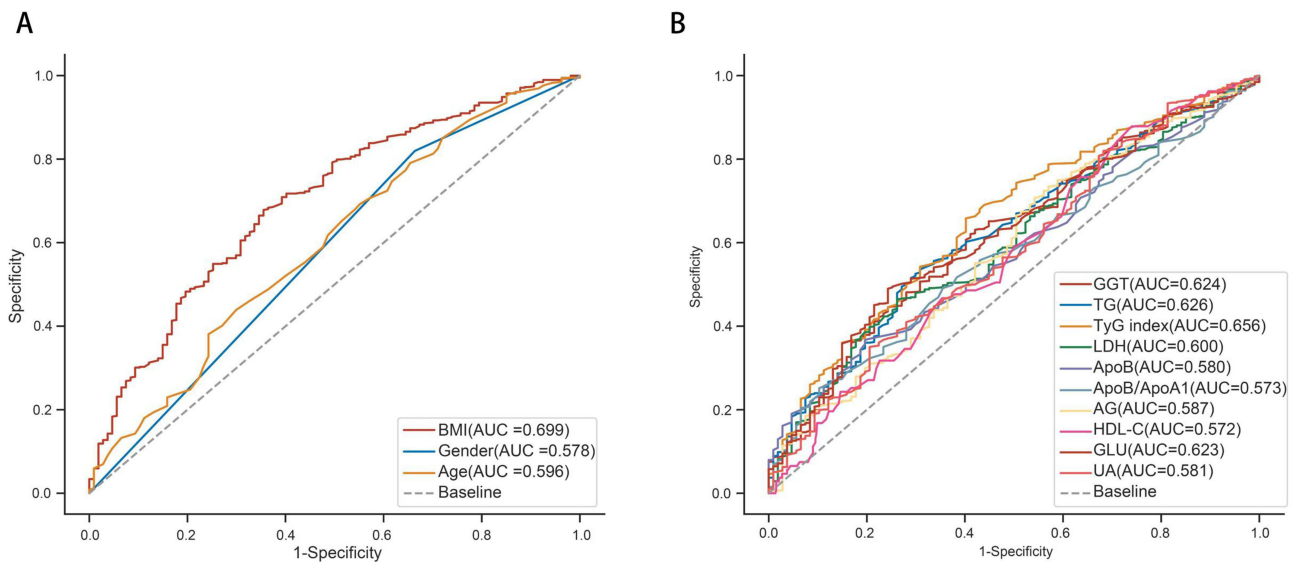 A
B
1.0
0.8
0.6
0.4
0.2
0.0
Specificity
0.0 0.2 0.4 0.6 0.8 1.0
1-Specificity
BMI(AUC =0.699)
Gender(AUC =0.578)
Age(AUC =0.596)
Baseline
1.0
0.8
0.6
0.4
0.2
0.0
Specificity
0.0 0.2 0.4 0.6 0.8 1.0
1-Specificity
GGT(AUC=0.624)
TG(AUC=0.626)
TyG index(AUC=0.656)
LDH(AUC=0.600)
ApoB(AUC=0.580)
ApoB/ApoA1(AUC=0.573)
AG(AUC=0.587)
HDL-C(AUC=0.572)
GLU(AUC=0.623)
UA(AUC=0.581)
Baseline